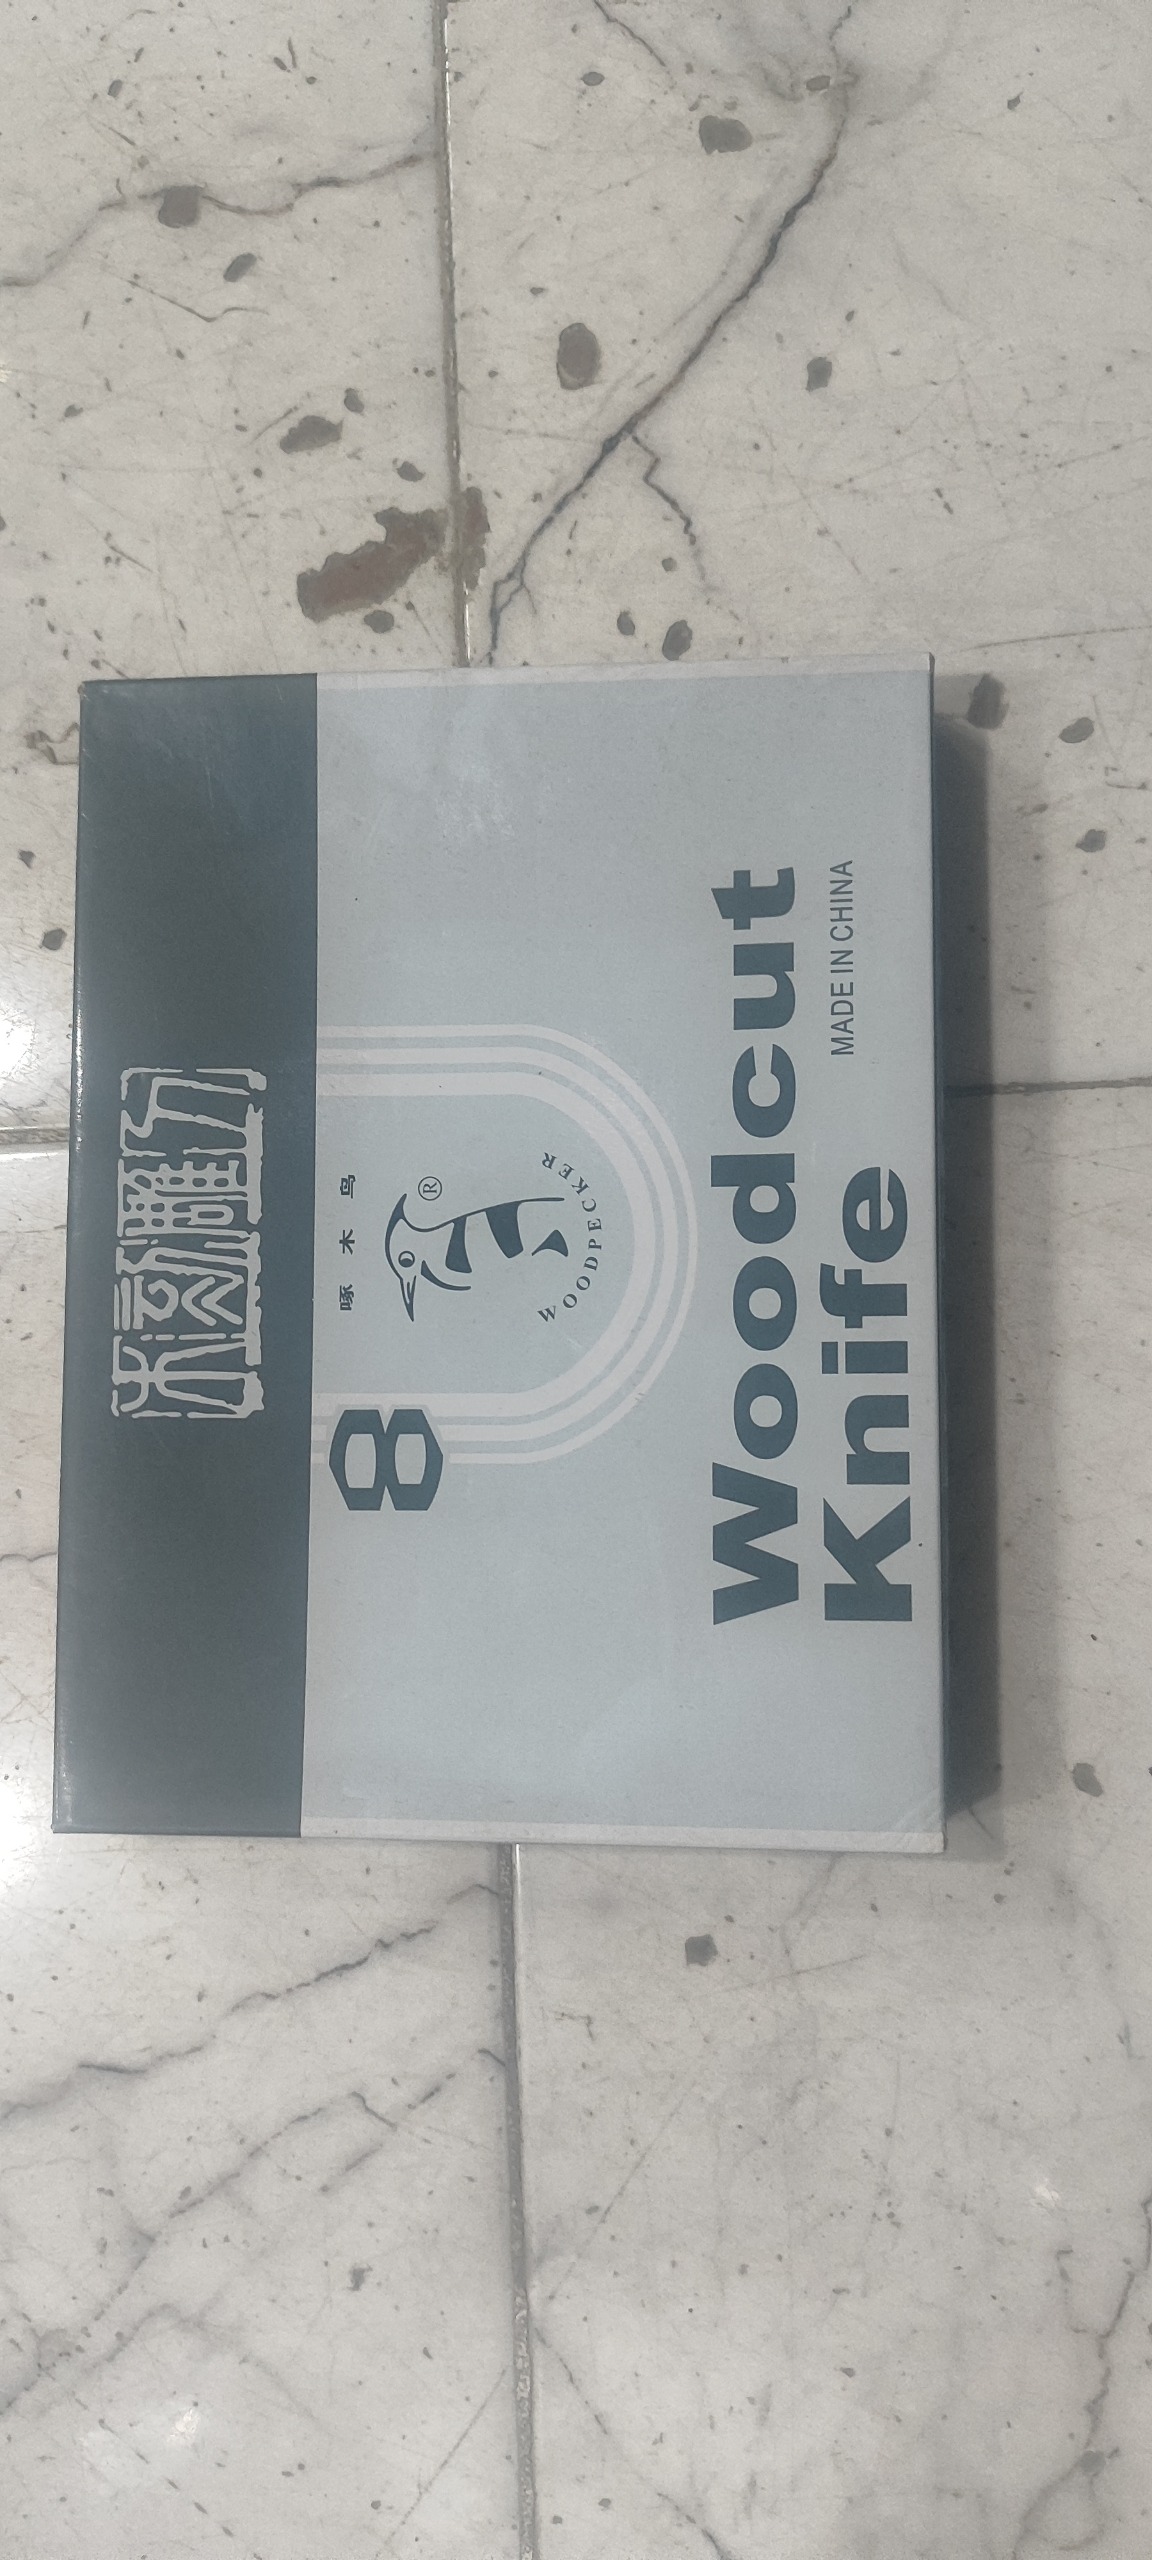 木刻雕刀
啄 木 鸟
®
WOODPECKER
8
Woodcut
Knife
MADE IN CHINA